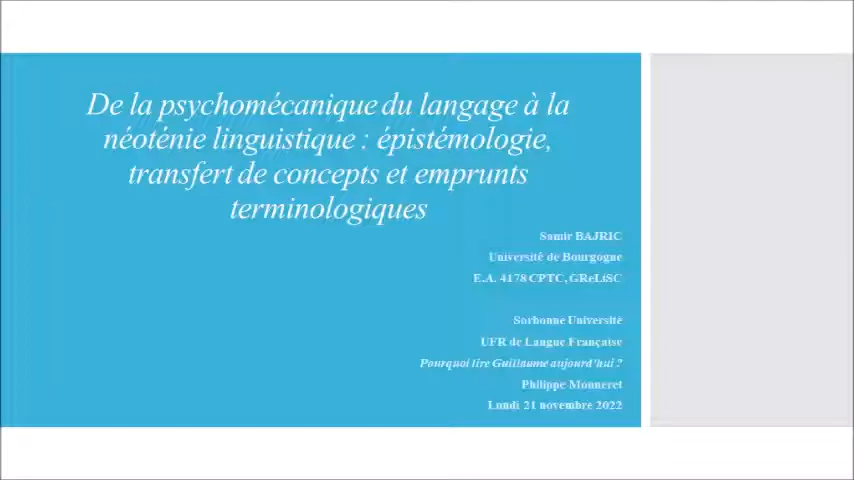 De la psychomécanique du langage à la
néoténie linguistique : épistémologie,
transfert de concepts et emprunts
terminologiques
Samir BAJRIC
Université de Bourgogne
E.A. 4178 CPTC, GReLiSC
Sorbonne Université
UFR de Langue Française
Pourquoi lire Guillaume aujourd'hui ?
Philippe Monneret
Lundi 21 novembre 2022